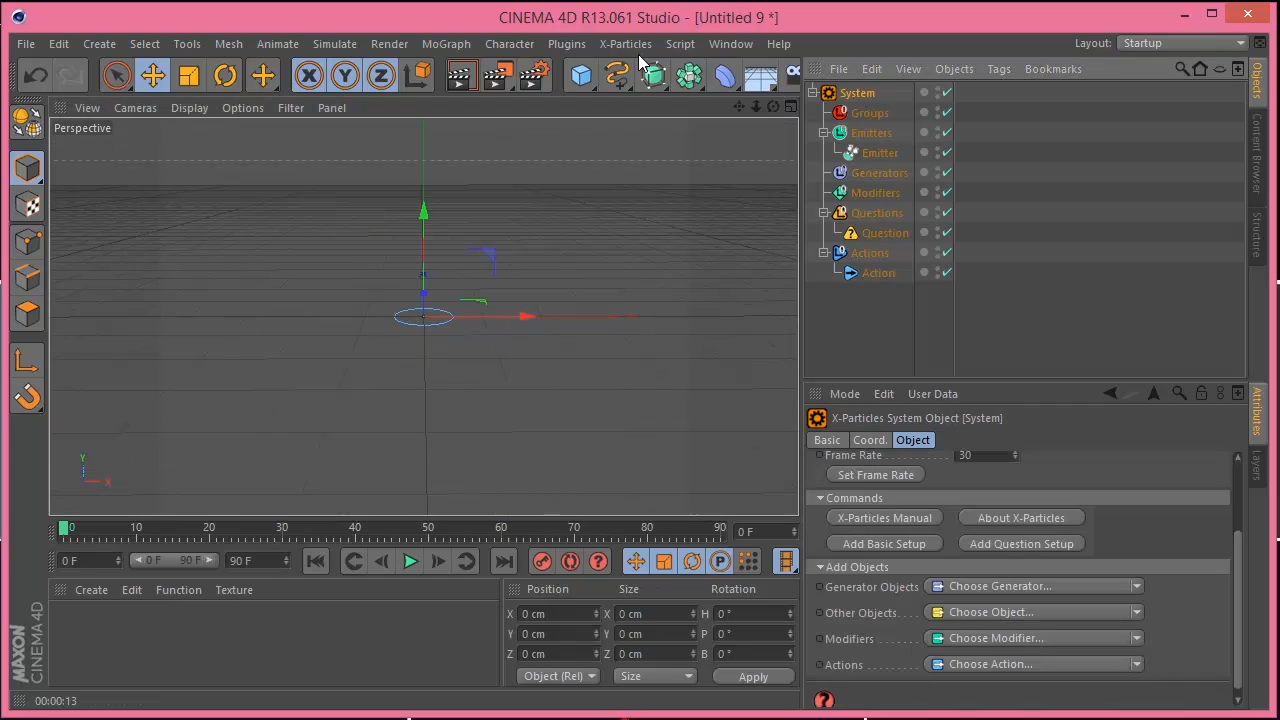 CINEMA 4D R13.061 Studio - [Untitled 9 *]
File Edit Create Select Tools Mesh Animate Simulate Render MoGraph Character Plugins X-Particles Script Window Help
Layout: Startup
X Y Z
File Edit View Objects Tags Bookmarks
View Cameras Display Options Filter Panel
Perspective
System
Groups
Emitters
Emitter
Generators
Modifiers
Questions
Question
Actions
Action
Objects
Content Browser
Structure
Y
X
Mode Edit User Data
X-Particles System Object [System]
Basic Coord. Object
Frame Rate 30
Set Frame Rate
Commands
X-Particles Manual About X-Particles
Add Basic Setup Add Question Setup
Add Objects
Generator Objects Choose Generator...
Other Objects Choose Object...
Modifiers Choose Modifier...
Actions Choose Action...
Attributes
Layers
0 10 20 30 40 50 60 70 80 90 0 F
0 F 0 F 90 F 90 F
P
Create Edit Function Texture
Position Size Rotation
X 0 cm X 0 cm H 0 °
Y 0 cm Y 0 cm P 0 °
Z 0 cm Z 0 cm B 0 °
Object (Rel) Size Apply
MAXON
CINEMA 4D
00:00:13